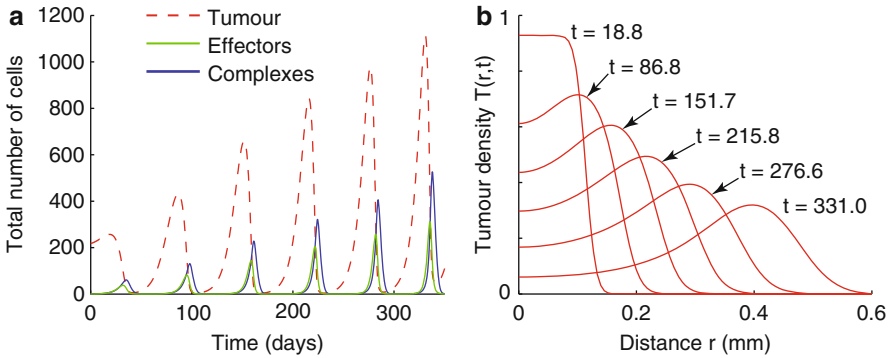 a
1200
1000
800
600
400
200
0
Total number of cells
Tumour
Effectors
Complexes
0
100
200
300
Time (days)
b
1
0
Tumour density T(r,t)
t = 18.8
t = 86.8
t = 151.7
t = 215.8
t = 276.6
t = 331.0
0
0.2
0.4
0.6
Distance r (mm)